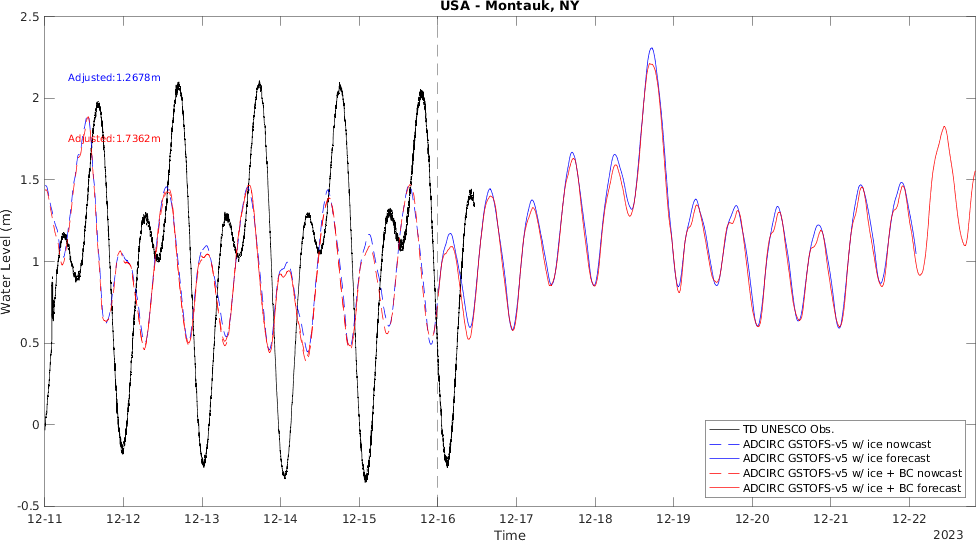 USA - Montauk, NY
Water Level (m)
2.5
2
1.5
1
0.5
0
-0.5
Adjusted:1.2678m
Adjusted:1.7362m
TD UNESCO Obs.
ADCIRC GSTOFS-v5 w/ ice nowcast
ADCIRC GSTOFS-v5 w/ ice forecast
ADCIRC GSTOFS-v5 w/ ice + BC nowcast
ADCIRC GSTOFS-v5 w/ ice + BC forecast
12-11 12-12 12-13 12-14 12-15 12-16 12-17 12-18 12-19 12-20 12-21 12-22
Time
2023